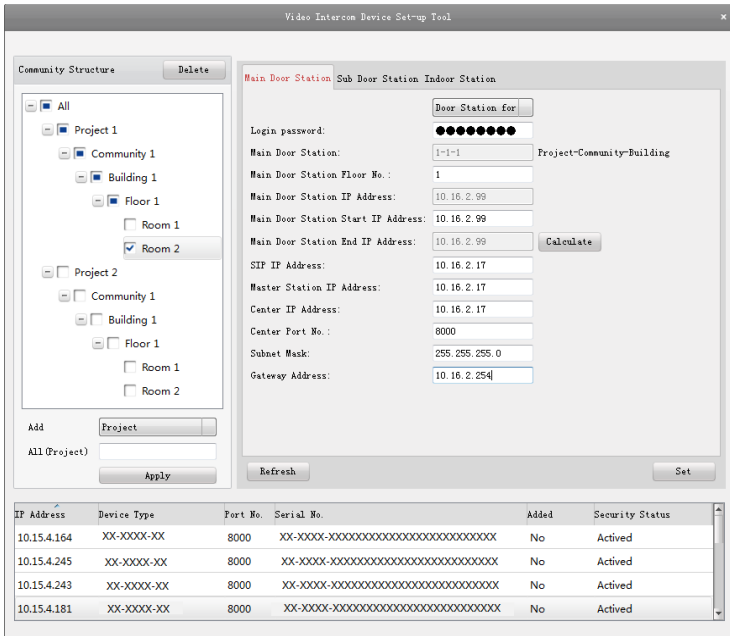 Video Intercom Device Set-up Tool
Community Structure
Delete
All
Project 1
Community 1
Building 1
Floor 1
Room 1
Room 2
Project 2
Community 1
Building 1
Floor 1
Room 1
Room 2
Add Project
All(Project)
Apply
Main Door Station Sub Door Station Indoor Station
Door Station for
Login password: ●●●●●●●●
Main Door Station: 1-1-1 Project-Community-Building
Main Door Station Floor No.: 1
Main Door Station IP Address: 10.16.2.99
Main Door Station Start IP Address: 10.16.2.99
Main Door Station End IP Address: 10.16.2.99 Calculate
SIP IP Address: 10.16.2.17
Master Station IP Address: 10.16.2.17
Center IP Address: 10.16.2.17
Center Port No.: 8000
Subnet Mask: 255.255.255.0
Gateway Address: 10.16.2.254
Refresh Set
IP Address Device Type Port No. Serial No. Added Security Status
10.15.4.164 XX-XXXX-XX 8000 XX-XXXX-XXXXXXXXXXXXXXXXXXXXXXXXX No Actived
10.15.4.245 XX-XXXX-XX 8000 XX-XXXX-XXXXXXXXXXXXXXXXXXXXXXXXX No Actived
10.15.4.243 XX-XXXX-XX 8000 XX-XXXX-XXXXXXXXXXXXXXXXXXXXXXXXX No Actived
10.15.4.181 XX-XXXX-XX 8000 XX-XXXX-XXXXXXXXXXXXXXXXXXXXXXXXX No Actived